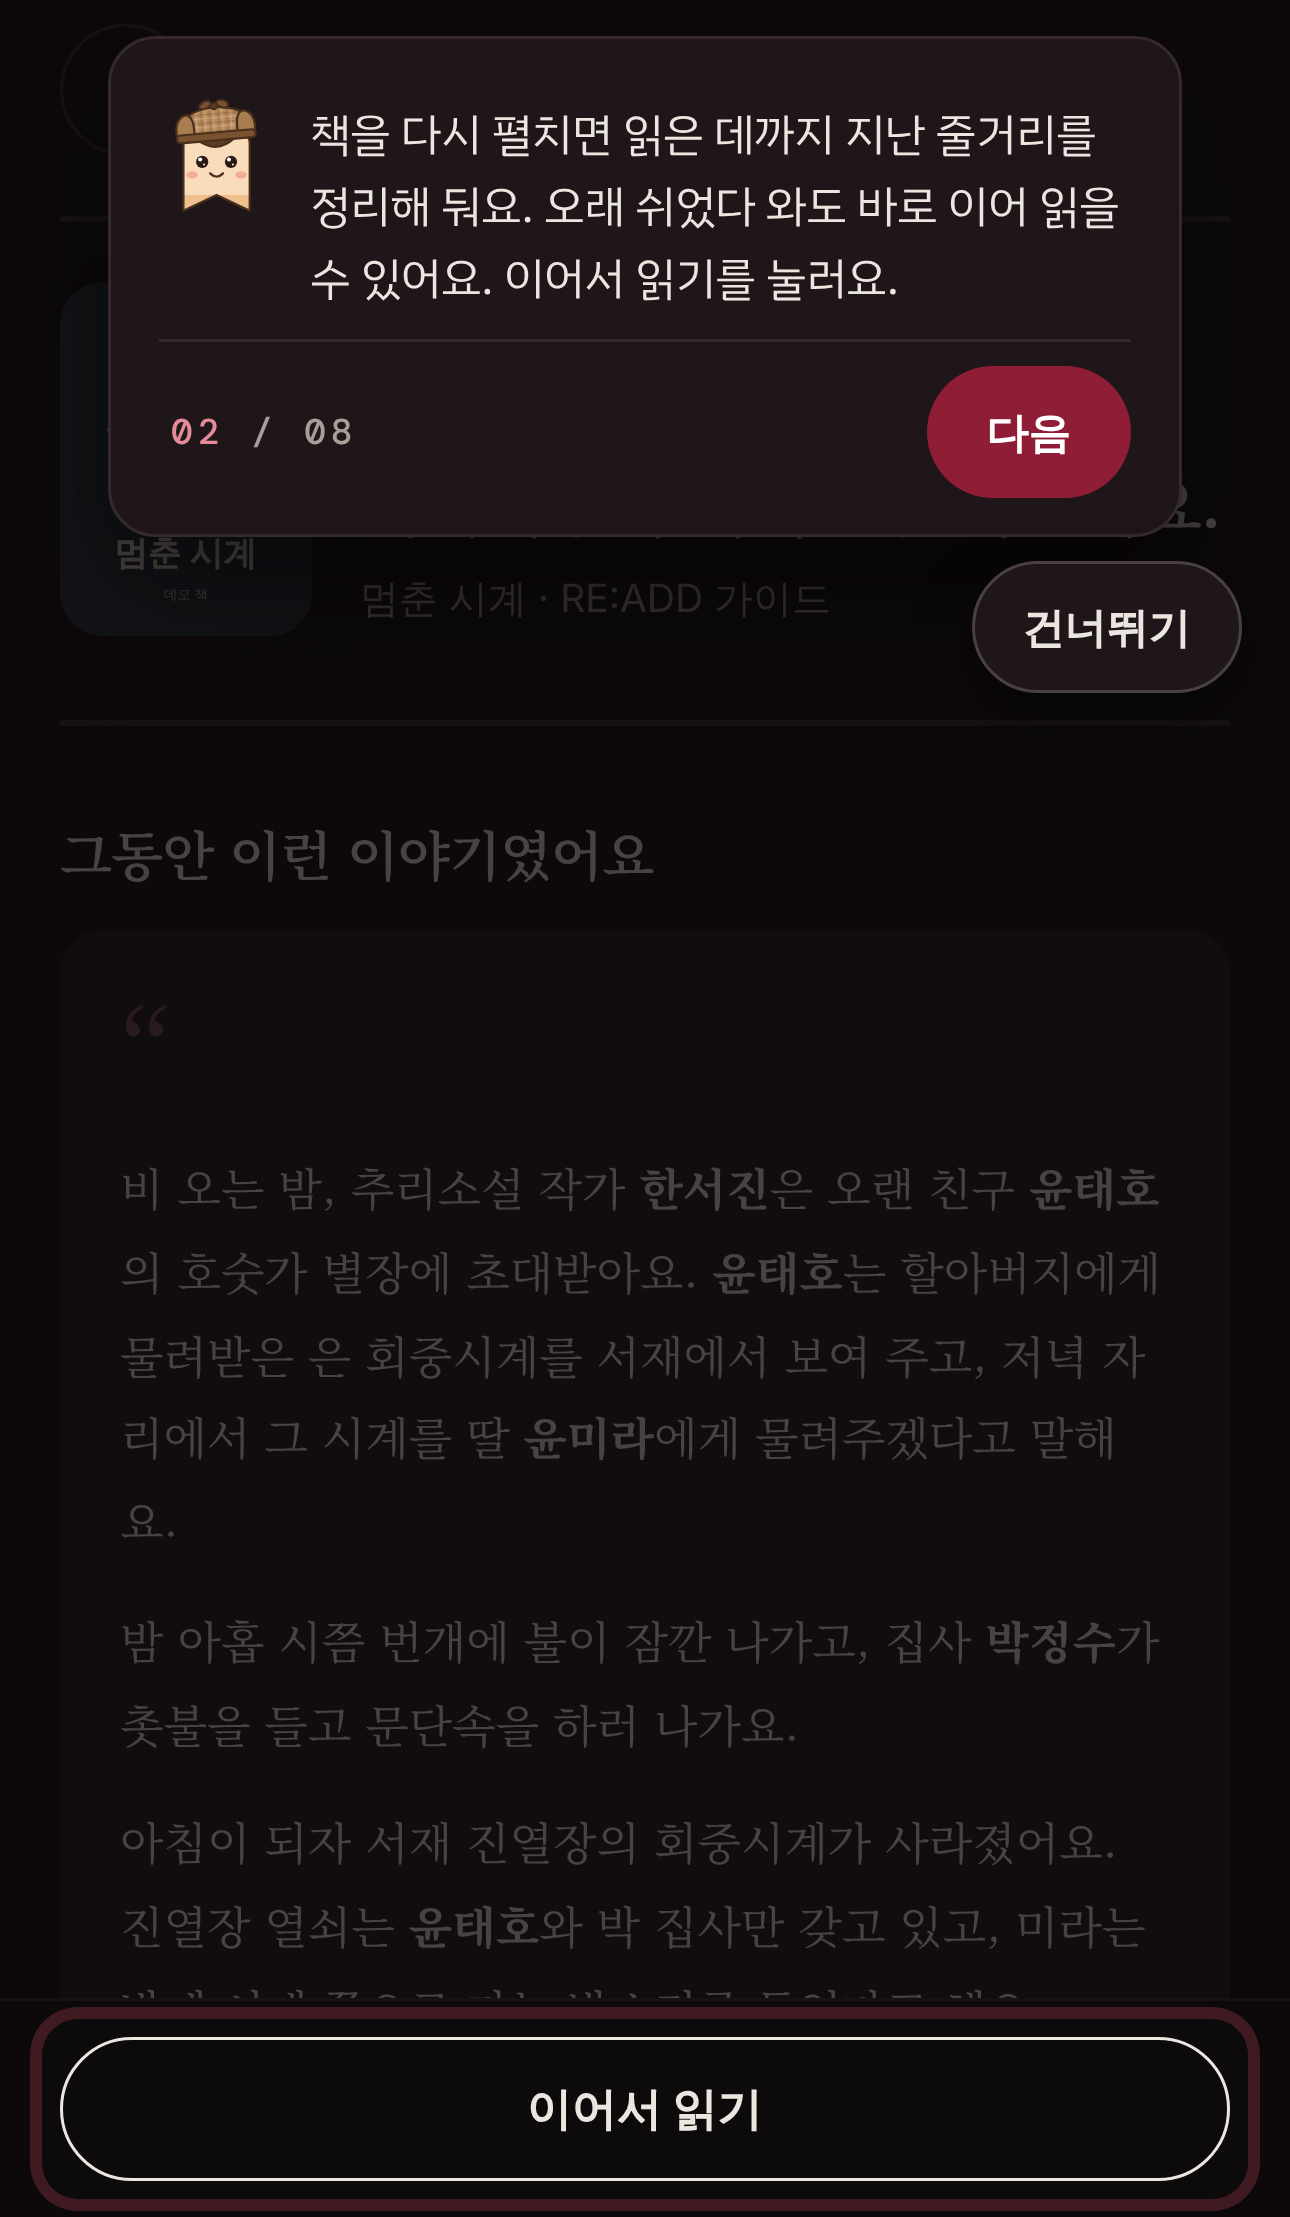 책을 다시 펼치면 읽은 데까지 지난 줄거리를
정리해 둬요. 오래 쉬었다 와도 바로 이어 읽을
수 있어요. 이어서 읽기를 눌러요.
02 / 08
다음
요.
멈춘 시계
데모 책
멈춘 시계 · RE:ADD 가이드
건너뛰기
그동안 이런 이야기였어요
“
비 오는 밤, 추리소설 작가 한서진은 오랜 친구 윤태호
의 호숫가 별장에 초대받아요. 윤태호는 할아버지에게
물려받은 은 회중시계를 서재에서 보여 주고, 저녁 자
리에서 그 시계를 딸 윤미라에게 물려주겠다고 말해
요.
밤 아홉 시쯤 번개에 불이 잠깐 나가고, 집사 박정수가
촛불을 들고 문단속을 하러 나가요.
아침이 되자 서재 진열장의 회중시계가 사라졌어요.
진열장 열쇠는 윤태호와 박 집사만 갖고 있고, 미라는
이어서 읽기